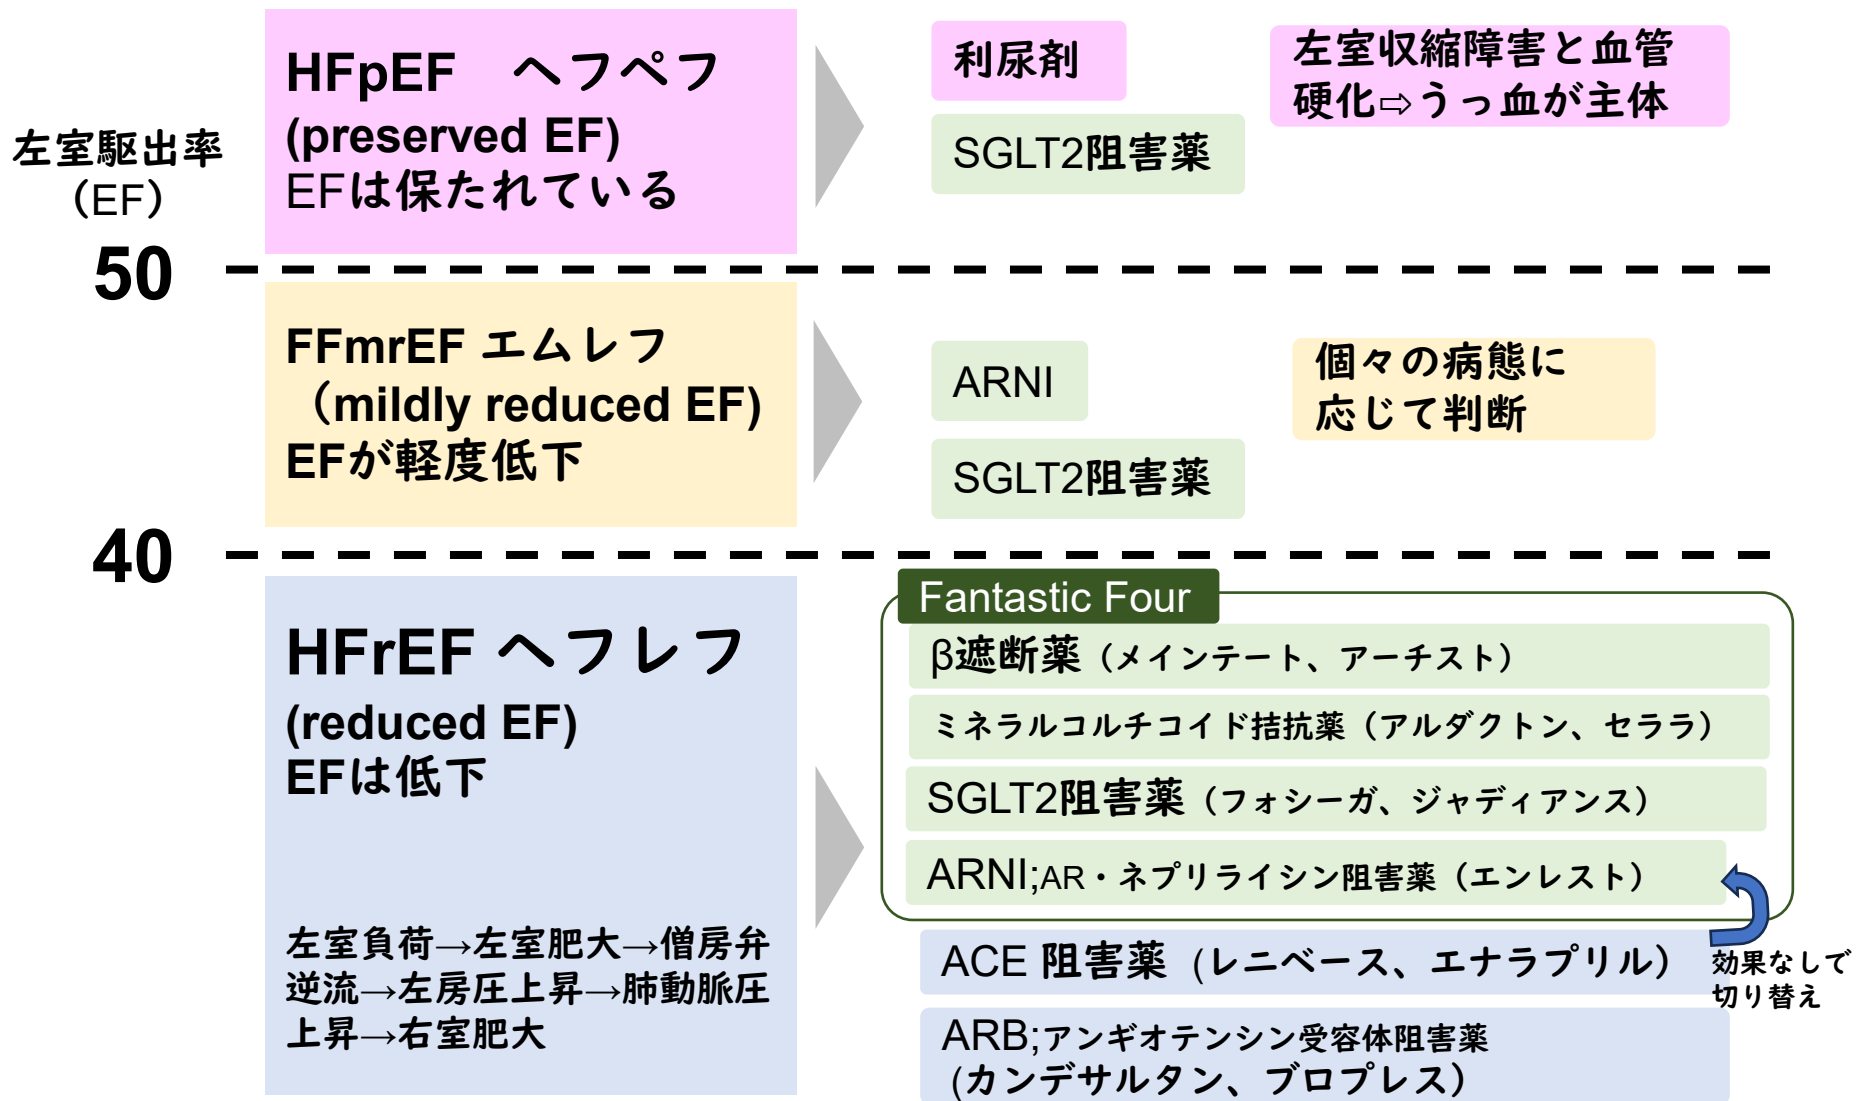 左室駆出率
（EF）
50
40
HFpEF　ヘフペフ
(preserved EF)
EFは保たれている
利尿剤
SGLT2阻害薬
左室収縮障害と血管
硬化⇨うっ血が主体
FFmrEF エムレフ
（mildly reduced EF)
EFが軽度低下
ARNI
SGLT2阻害薬
個々の病態に
応じて判断
HFrEF ヘフレフ
(reduced EF)
EFは低下
左室負荷→左室肥大→僧房弁
逆流→左房圧上昇→肺動脈圧
上昇→右室肥大
Fantastic Four
β遮断薬（メインテート、アーチスト）
ミネラルコルチコイド拮抗薬（アルダクトン、セララ）
SGLT2阻害薬（フォシーガ、ジャディアンス）
ARNI;AR・ネプリライシン阻害薬（エンレスト）
ACE 阻害薬（レニベース、エナラプリル）
効果なしで
切り替え
ARB;アンギオテンシン受容体阻害薬
（カンデサルタン、ブロプレス）